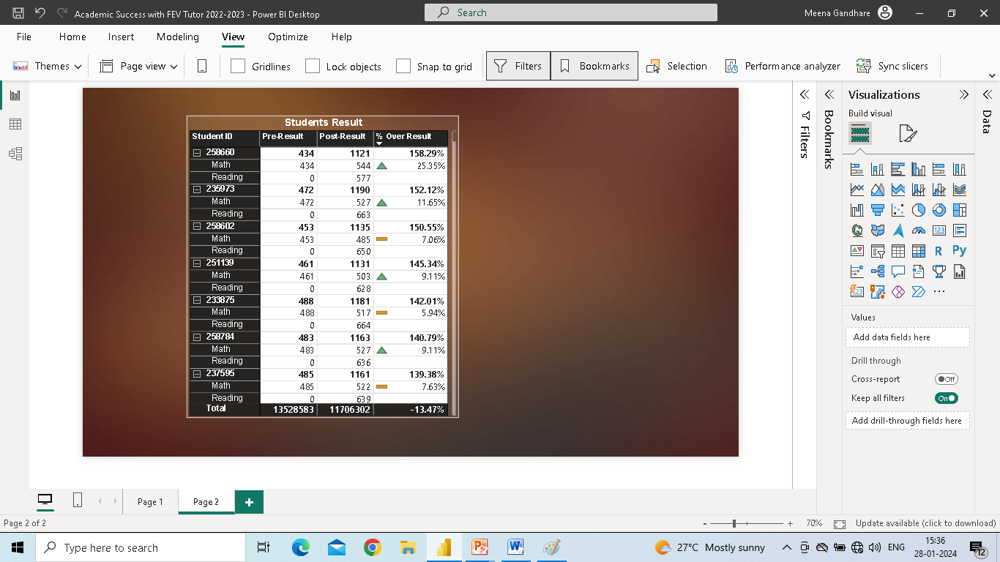 Academic Success with FEV Tutor 2022-2023 - Power BI Desktop
Search
Meena Gandhare
File Home Insert Modeling View Optimize Help
Themes Page view Gridlines Lock objects Snap to grid Filters Bookmarks Selection Performance analyzer Sync slicers
Students Result
Student ID Pre-Result Post-Result % Over Result
258660 434 1121 158.29%
Math 434 544 25.35%
Reading 0 577
235973 472 1190 152.12%
Math 472 527 11.65%
Reading 0 663
258602 453 1135 150.55%
Math 453 485 7.06%
Reading 0 650
251139 461 1131 145.34%
Math 461 503 9.11%
Reading 0 628
233875 488 1181 142.01%
Math 488 517 5.94%
Reading 0 664
258784 483 1163 140.79%
Math 483 527 9.11%
Reading 0 636
237595 485 1161 139.38%
Math 485 522 7.63%
Reading 0 639
Total 13528583 11706302 -13.47%
Filters
Bookmarks
Visualizations
Build visual
123
R Py
123
Values
Add data fields here
Drill through
Cross-report Off
Keep all filters On
Add drill-through fields here
Data
Page 1 Page 2 +
Page 2 of 2
- + 70% Update available (click to download)
Type here to search
27°C Mostly sunny
ENG
15:36
28-01-2024
12